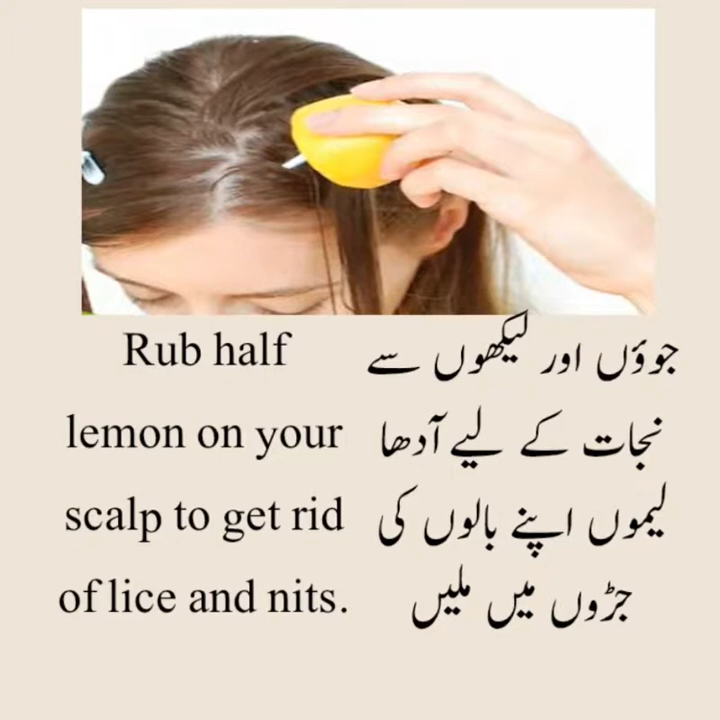 Rub half
lemon on your
scalp to get rid
of lice and nits.
جوؤں اور لیکھوں سے
نجات کے لیے آدھا
لیموں اپنے بالوں کی
جڑوں میں ملیں